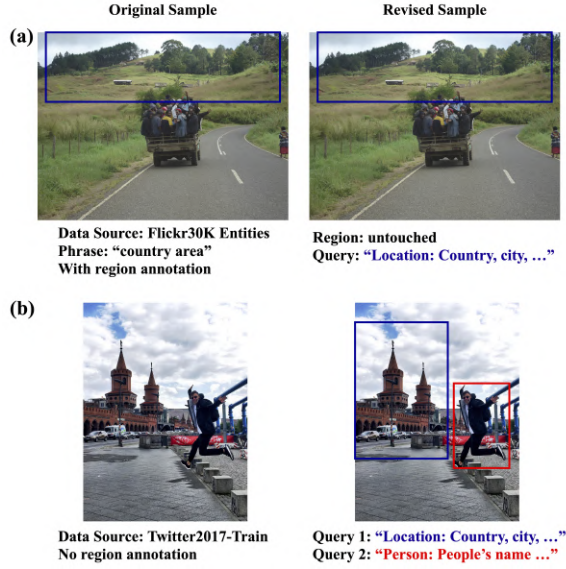 Original Sample
Revised Sample
(a)
Data Source: Flickr30K Entities
Phrase: “country area”
With region annotation
Region: untouched
Query: “Location: Country, city, …”
(b)
Data Source: Twitter2017-Train
No region annotation
Query 1: “Location: Country, city, …”
Query 2: “Person: People’s name …”